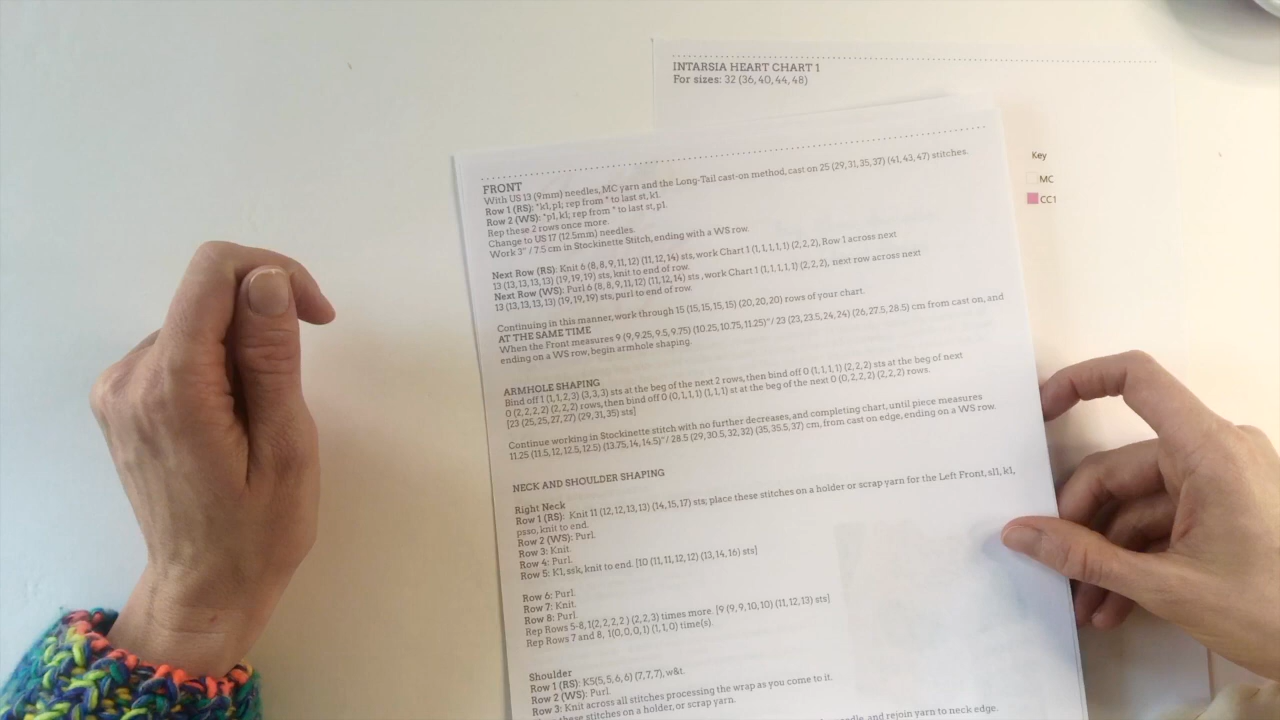 INTARSIA HEART CHART 1
For sizes: 32 (36, 40, 44, 48)
Key
MC
CC1
FRONT
With US 13 (9mm) needles, MC yarn and the Long-Tail cast-on method, cast on 25 (29, 31, 35, 37) (41, 43, 47) stitches.
Row 1 (RS): *k1, p1; rep from * to last st, k1.
Row 2 (WS): *p1, k1; rep from * to last st, p1.
Rep these 2 rows once more.
Change to US 17 (12.5mm) needles.
Work 3" / 7.5 cm in Stockinette Stitch, ending with a WS row.
Next Row (RS): Knit 6 (8, 8, 9, 11, 12) (11, 12, 14) sts, work Chart 1 (1, 1, 1, 1) (2, 2, 2), Row 1 across next
13 (13, 13, 13, 13) (19, 19, 19) sts, knit to end of row.
Next Row (WS): Purl 6 (8, 8, 9, 11, 12) (11, 12, 14) sts , work Chart 1 (1, 1, 1, 1) (2, 2, 2), next row across next
13 (13, 13, 13, 13) (19, 19, 19) sts, purl to end of row.
Continuing in this manner, work through 15 (15, 15, 15, 15) (20, 20, 20) rows of your chart.
AT THE SAME TIME
When the Front measures 9 (9, 9.25, 9.5, 9.75) (10.25, 10.75, 11.25)"/ 23 (23, 23.5, 24, 24) (26, 27.5, 28.5) cm from cast on, and
ending on a WS row, begin armhole shaping.
ARMHOLE SHAPING
Bind off 1 (1, 1, 2, 3) (3, 3, 3) sts at the beg of the next 2 rows, then bind off 0 (1, 1, 1, 1) (2, 2, 2) sts at the beg of next
0 (2, 2, 2, 2) (2, 2, 2) rows, then bind off 0 (0, 1, 1, 1) (1, 1, 1) st at the beg of the next 0 (0, 2, 2, 2) (2, 2, 2) rows.
[23 (25, 25, 27, 27) (29, 31, 35) sts]
Continue working in Stockinette stitch with no further decreases, and completing chart, until piece measures
11.25 (11.5, 12, 12.5, 12.5) (13.75, 14, 14.5)"/ 28.5 (29, 30.5, 32, 32) (35, 35.5, 37) cm, from cast on edge, ending on a WS row.
NECK AND SHOULDER SHAPING
Right Neck
Row 1 (RS): Knit 11 (12, 12, 13, 13) (14, 15, 17) sts; place these stitches on a holder or scrap yarn for the Left Front, sl1, k1,
psso, knit to end.
Row 2 (WS): Purl.
Row 3: Knit.
Row 4: Purl.
Row 5: K1, ssk, knit to end. [10 (11, 11, 12, 12) (13, 14, 16) sts]
Row 6: Purl.
Row 7: Knit.
Row 8: Purl.
Rep Rows 5-8, 1(2, 2, 2, 2 ) (2, 2, 3) times more. [9 (9, 9, 10, 10) (11, 12, 13) sts]
Rep Rows 7 and 8, 1(0, 0, 0, 1) (1, 1, 0) time(s).
Shoulder
Row 1 (RS): K5(5, 5, 6, 6) (7, 7, 7), w&t.
Row 2 (WS): Purl.
Row 3: Knit across all stitches processing the wrap as you come to it.
these stitches on a holder, or scrap yarn.
and rejoin yarn to neck edge.